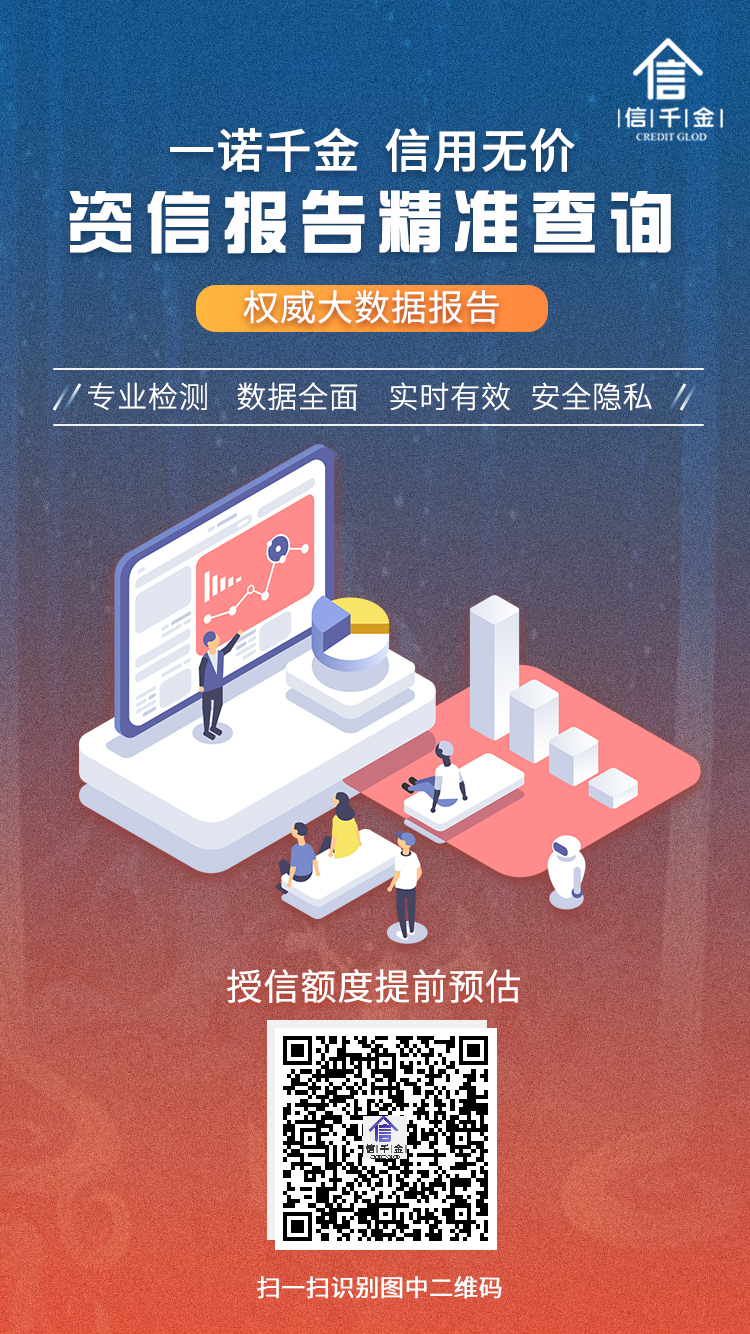 信
信千金
CREDIT GLOD
一诺千金 信用无价
资信报告精准查询
权威大数据报告
专业检测 数据全面 实时有效 安全隐私
授信额度提前预估
信
信千金
扫一扫识别图中二维码